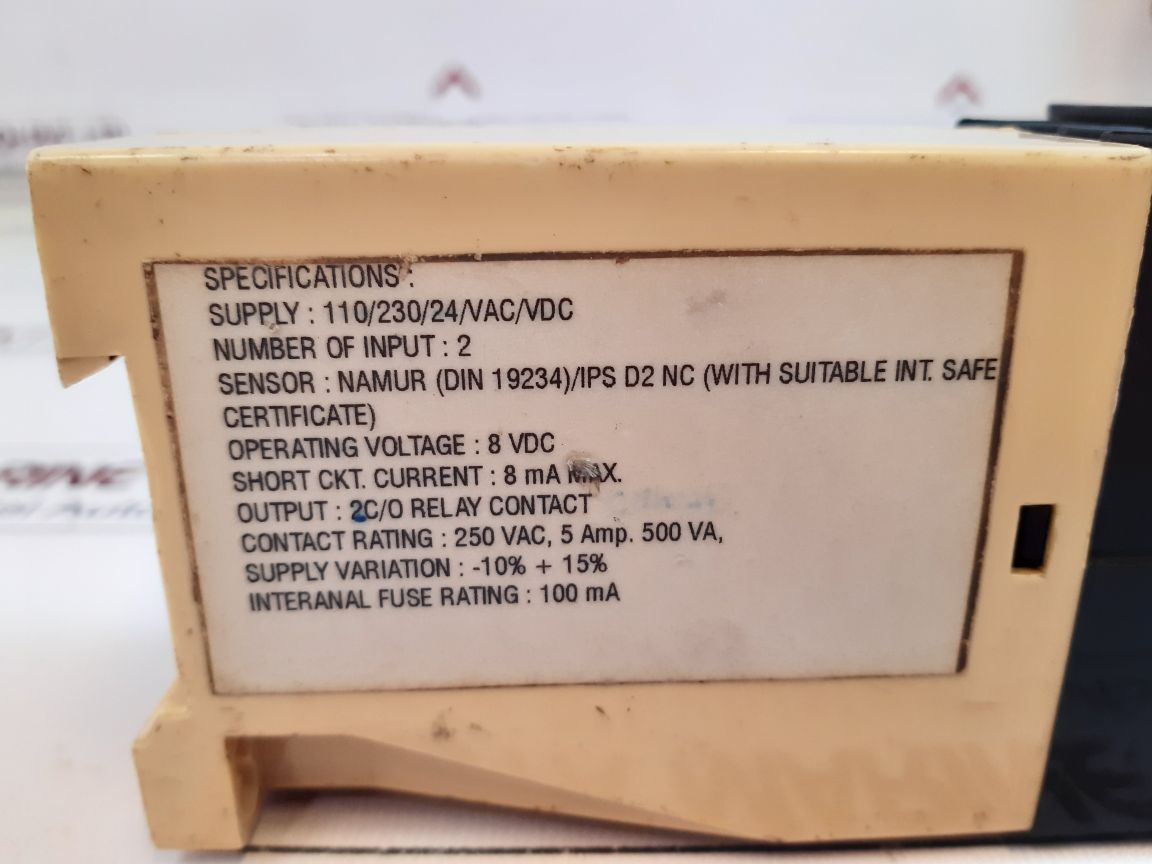 SPECIFICATIONS :
SUPPLY : 110/230/24/VAC/VDC
NUMBER OF INPUT : 2
SENSOR : NAMUR (DIN 19234)/IPS D2 NC (WITH SUITABLE INT. SAFE
CERTIFICATE)
OPERATING VOLTAGE : 8 VDC
SHORT CKT. CURRENT : 8 mA MAX.
OUTPUT : 2C/O RELAY CONTACT
CONTACT RATING : 250 VAC, 5 Amp. 500 VA,
SUPPLY VARIATION : -10% + 15%
INTERANAL FUSE RATING : 100 mA